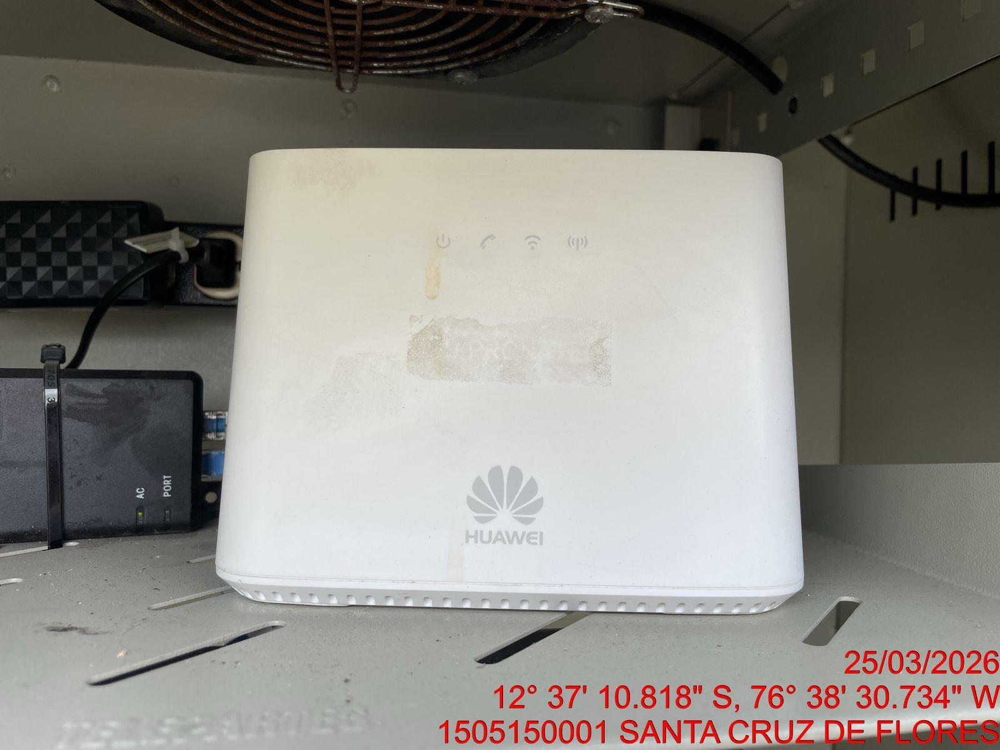 AC
PORT
HUAWEI
25/03/2026
12° 37' 10.818" S, 76° 38' 30.734" W
1505150001 SANTA CRUZ DE FLORES